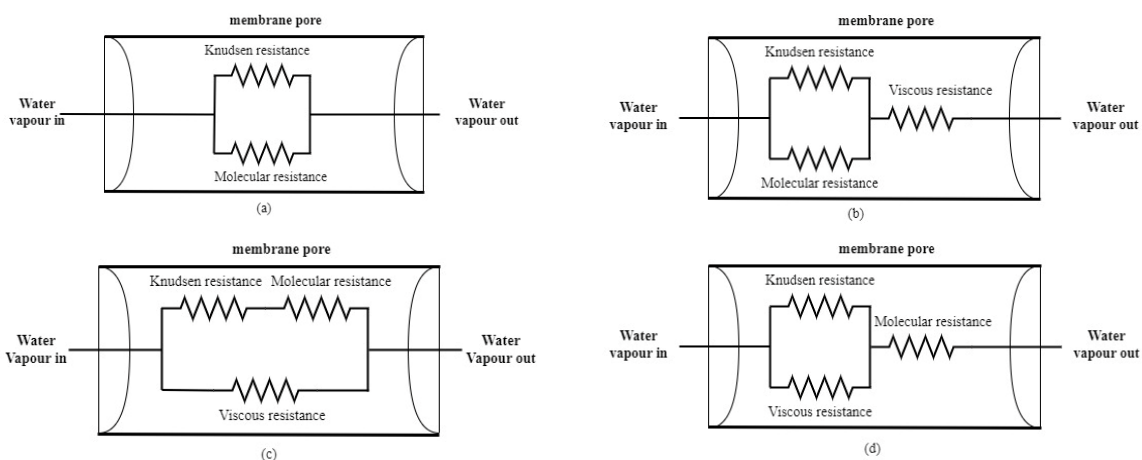 membrane pore
Knudsen resistance
Water
vapour in
Water
vapour out
Molecular resistance
(a)
membrane pore
Knudsen resistance
Viscous resistance
Water
vapour in
Water
vapour out
Molecular resistance
(b)
membrane pore
Knudsen resistance
Molecular resistance
Water
Vapour in
Water
Vapour out
Viscous resistance
(c)
membrane pore
Knudsen resistance
Molecular resistance
Water
vapour in
Water
vapour out
Viscous resistance
(d)